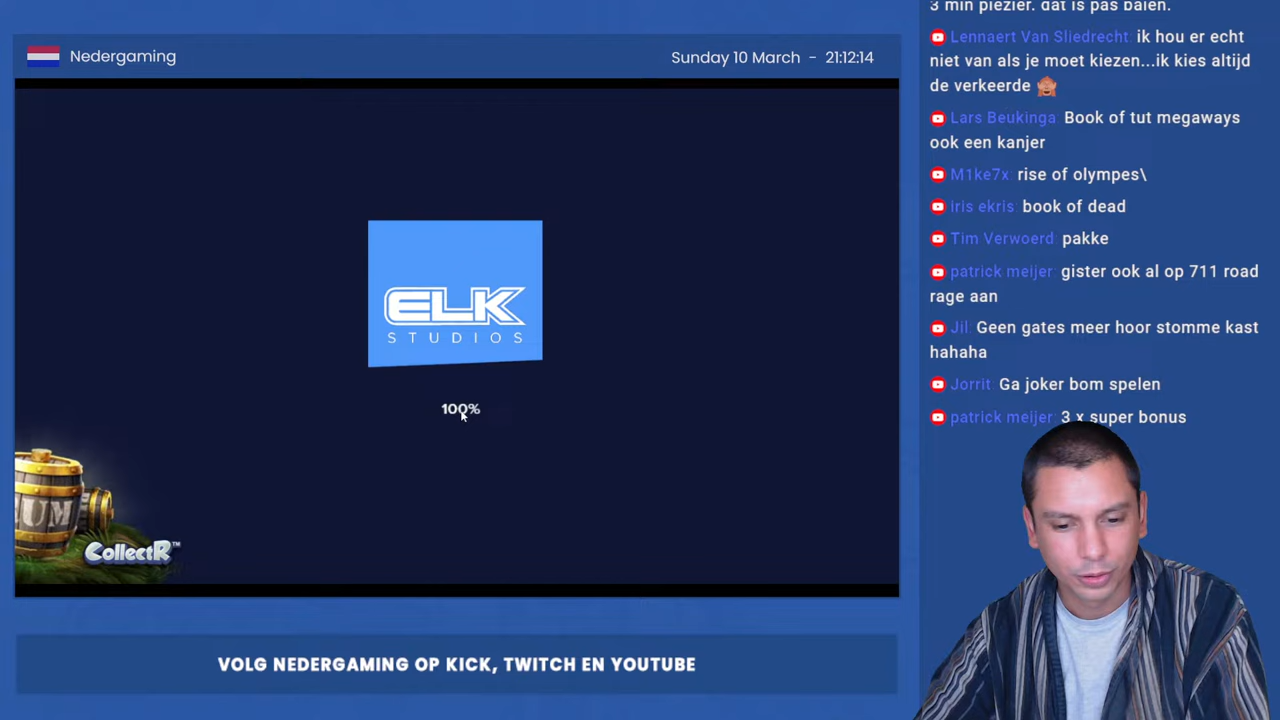 Nedergaming
Sunday 10 March - 21:12:14
ELK
STUDIOS
100%
UM
CollectR™
VOLG NEDERGAMING OP KICK, TWITCH EN YOUTUBE
3 min plezier. dat is pas balen.
Lennaert Van Sliedrecht: ik hou er echt
niet van als je moet kiezen...ik kies altijd
de verkeerde 🙈
Lars Beukinga: Book of tut megaways
ook een kanjer
M1ke7x: rise of olympes\
iris ekris: book of dead
Tim Verwoerd: pakke
patrick meijer: gister ook al op 711 road
rage aan
Jil: Geen gates meer hoor stomme kast
hahaha
Jorrit: Ga joker bom spelen
patrick meijer: 3 x super bonus